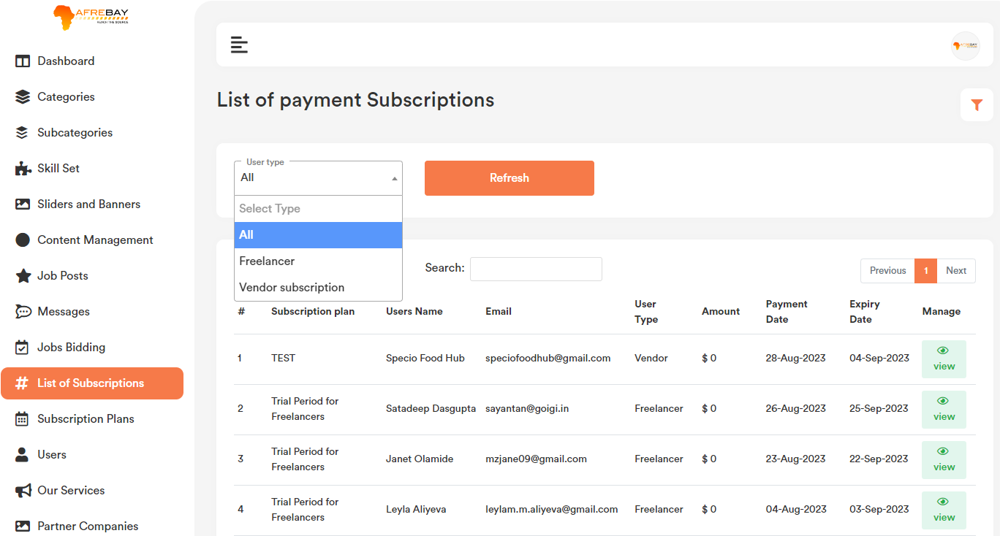 AFREBAY
REACH THE SOURCE
Dashboard
Categories
Subcategories
Skill Set
Sliders and Banners
Content Management
Job Posts
Messages
Jobs Bidding
List of Subscriptions
Subscription Plans
Users
Our Services
Partner Companies
AFREBAY
List of payment Subscriptions
User type
All
Refresh
Select Type
All
Freelancer
Vendor subscription
Search:
Previous 1 Next
# Subscription plan Users Name Email User Type Amount Payment Date Expiry Date Manage
1 TEST Specio Food Hub speciofoodhub@gmail.com Vendor $ 0 28-Aug-2023 04-Sep-2023 view
2 Trial Period for Freelancers Satadeep Dasgupta sayantan@goigi.in Freelancer $ 0 26-Aug-2023 25-Sep-2023 view
3 Trial Period for Freelancers Janet Olamide mzjane09@gmail.com Freelancer $ 0 23-Aug-2023 22-Sep-2023 view
4 Trial Period for Freelancers Leyla Aliyeva leylam.m.aliyeva@gmail.com Freelancer $ 0 04-Aug-2023 03-Sep-2023 view